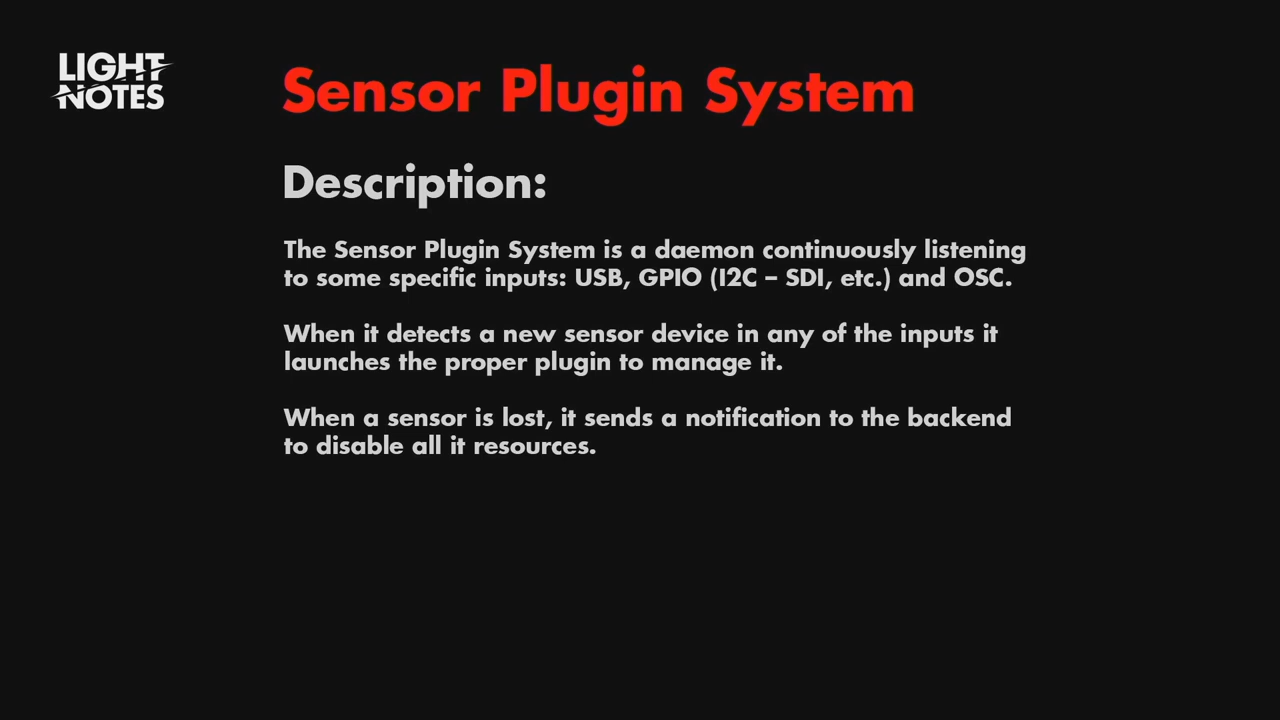 LIGHT
NOTES
Sensor Plugin System
Description:
The Sensor Plugin System is a daemon continuously listening
to some specific inputs: USB, GPIO (I2C – SDI, etc.) and OSC.
When it detects a new sensor device in any of the inputs it
launches the proper plugin to manage it.
When a sensor is lost, it sends a notification to the backend
to disable all it resources.